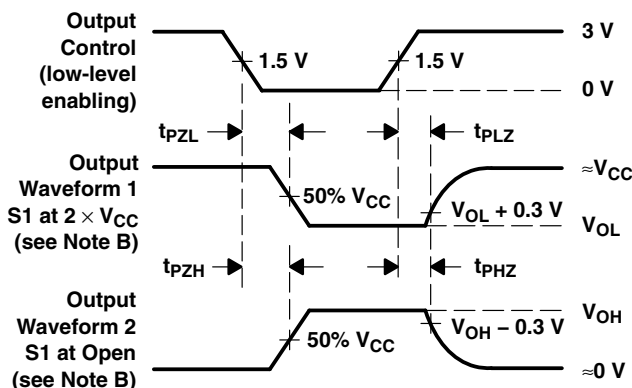 Output
Control
(low-level
enabling)
1.5 V
1.5 V
3 V
0 V
tPZL
tPLZ
Output
Waveform 1
S1 at 2 × VCC
(see Note B)
50% VCC
VOL + 0.3 V
≈VCC
VOL
tPZH
tPHZ
Output
Waveform 2
S1 at Open
(see Note B)
50% VCC
VOH − 0.3 V
VOH
≈0 V